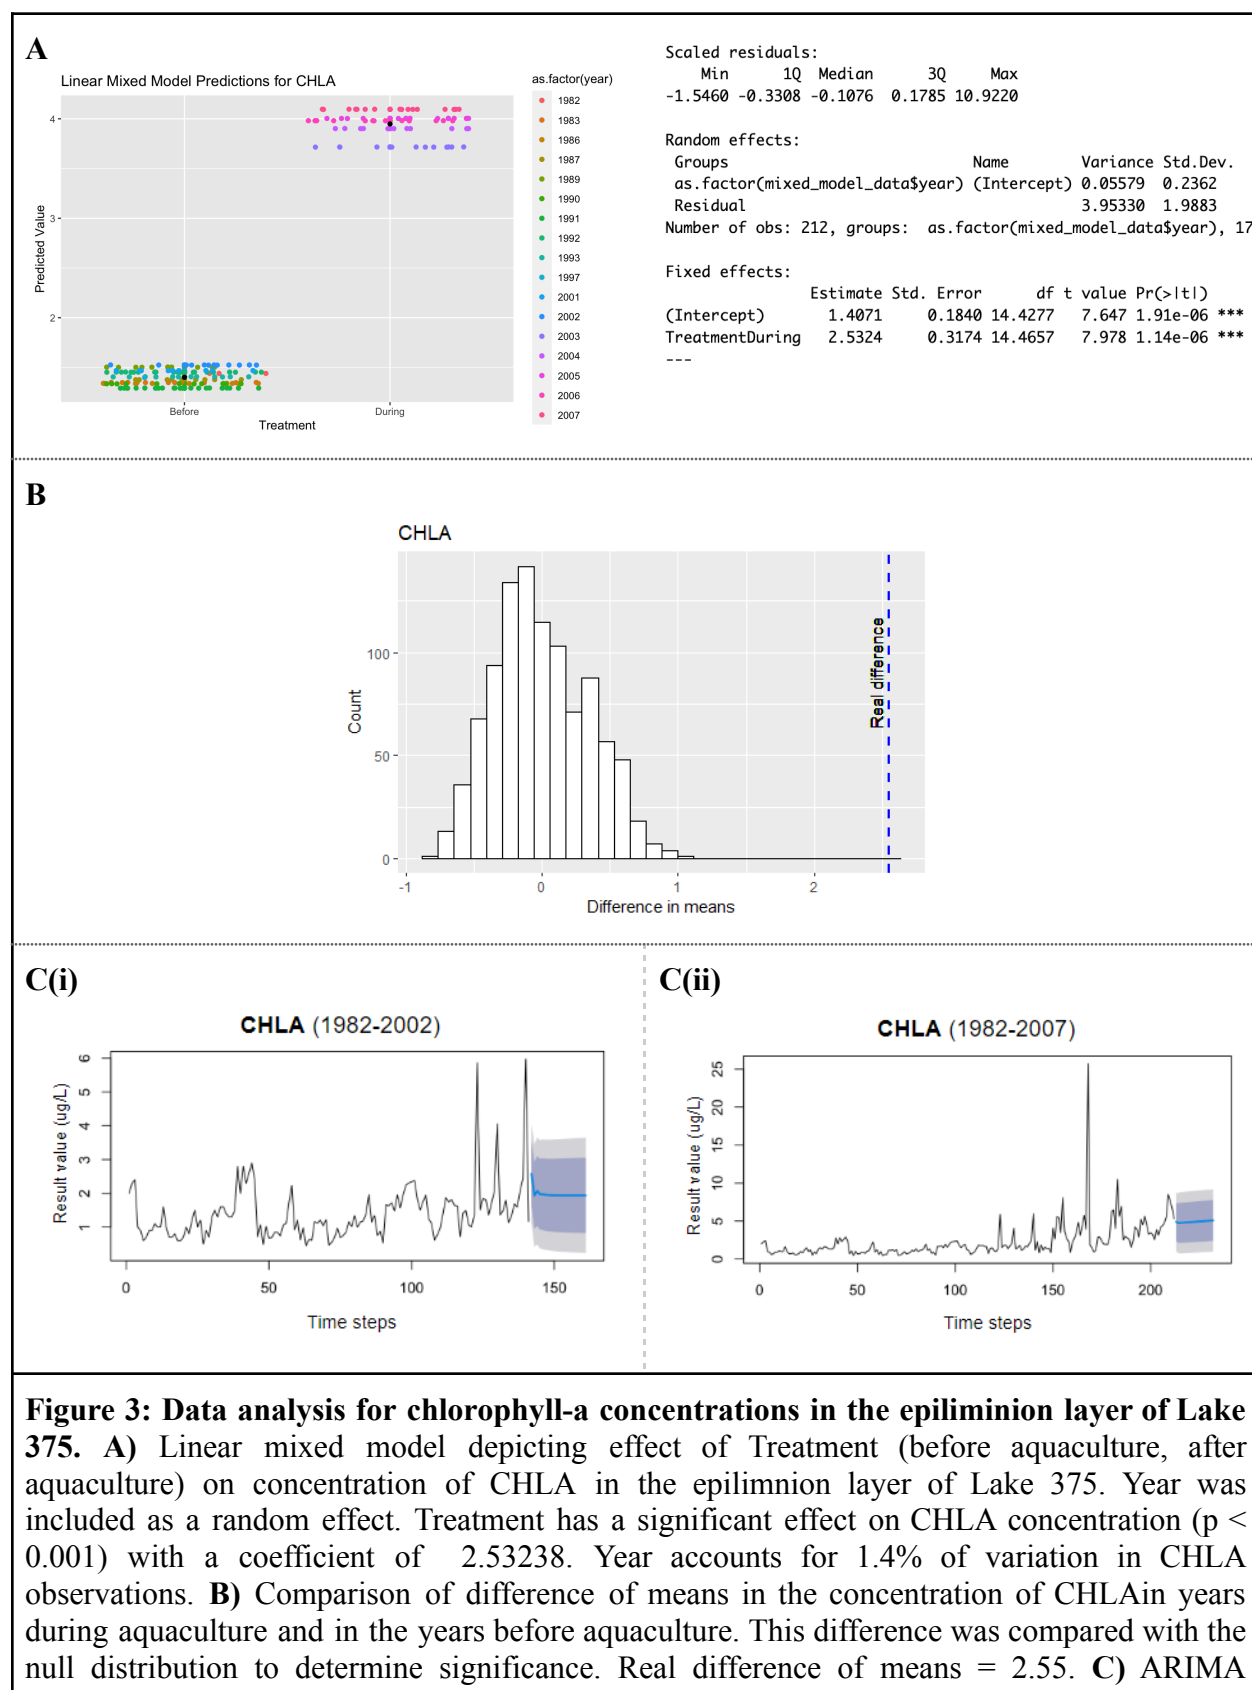 A
Linear Mixed Model Predictions for CHLA
4
3
2
Predicted Value
Before
During
Treatment
as.factor(year)
1982
1983
1986
1987
1989
1990
1991
1992
1993
1997
2001
2002
2003
2004
2005
2006
2007
Scaled residuals:
Min 1Q Median 3Q Max
-1.5460 -0.3308 -0.1076 0.1785 10.9220
Random effects:
Groups Name Variance Std.Dev.
as.factor(mixed_model_data$year) (Intercept) 0.05579 0.2362
Residual 3.95330 1.9883
Number of obs: 212, groups: as.factor(mixed_model_data$year), 17
Fixed effects:
Estimate Std. Error df t value Pr(>|t|)
(Intercept) 1.4071 0.1840 14.4277 7.647 1.91e-06 ***
TreatmentDuring 2.5324 0.3174 14.4657 7.978 1.14e-06 ***
---
B
CHLA
100
50
0
Count
Real difference
-1 0 1 2
Difference in means
C(i)
CHLA (1982-2002)
6
5
4
3
2
1
Result value (ug/L)
0 50 100 150
Time steps
C(ii)
CHLA (1982-2007)
25
20
15
10
5
0
Result value (ug/L)
0 50 100 150 200
Time steps
Figure 3: Data analysis for chlorophyll-a concentrations in the epiliminion layer of Lake
375. A) Linear mixed model depicting effect of Treatment (before aquaculture, after
aquaculture) on concentration of CHLA in the epilimnion layer of Lake 375. Year was
included as a random effect. Treatment has a significant effect on CHLA concentration (p <
0.001) with a coefficient of 2.53238. Year accounts for 1.4% of variation in CHLA
observations. B) Comparison of difference of means in the concentration of CHLAin years
during aquaculture and in the years before aquaculture. This difference was compared with the
null distribution to determine significance. Real difference of means = 2.55. C) ARIMA